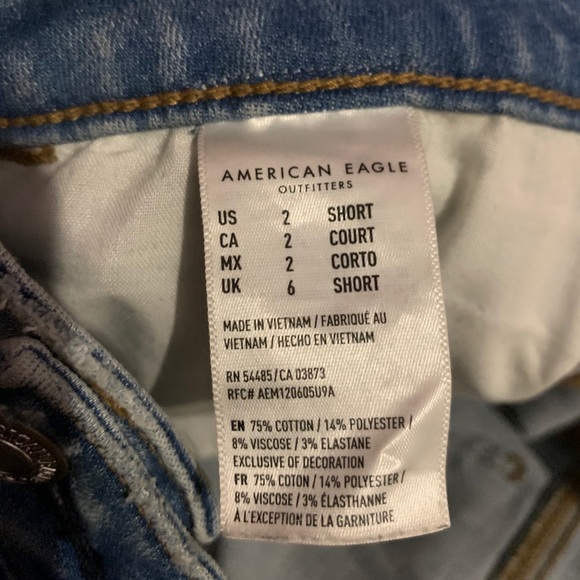 AMERICAN EAGLE
OUTFITTERS
US 2 SHORT
CA 2 COURT
MX 2 CORTO
UK 6 SHORT
MADE IN VIETNAM / FABRIQUÉ AU
VIETNAM / HECHO EN VIETNAM
RN 54485/CA 03873
RFC# AEM120605U9A
EN 75% COTTON / 14% POLYESTER /
8% VISCOSE / 3% ELASTANE
EXCLUSIVE OF DECORATION
FR 75% COTON / 14% POLYESTER /
8% VISCOSE / 3% ÉLASTHANNE
À L'EXCEPTION DE LA GARNITURE